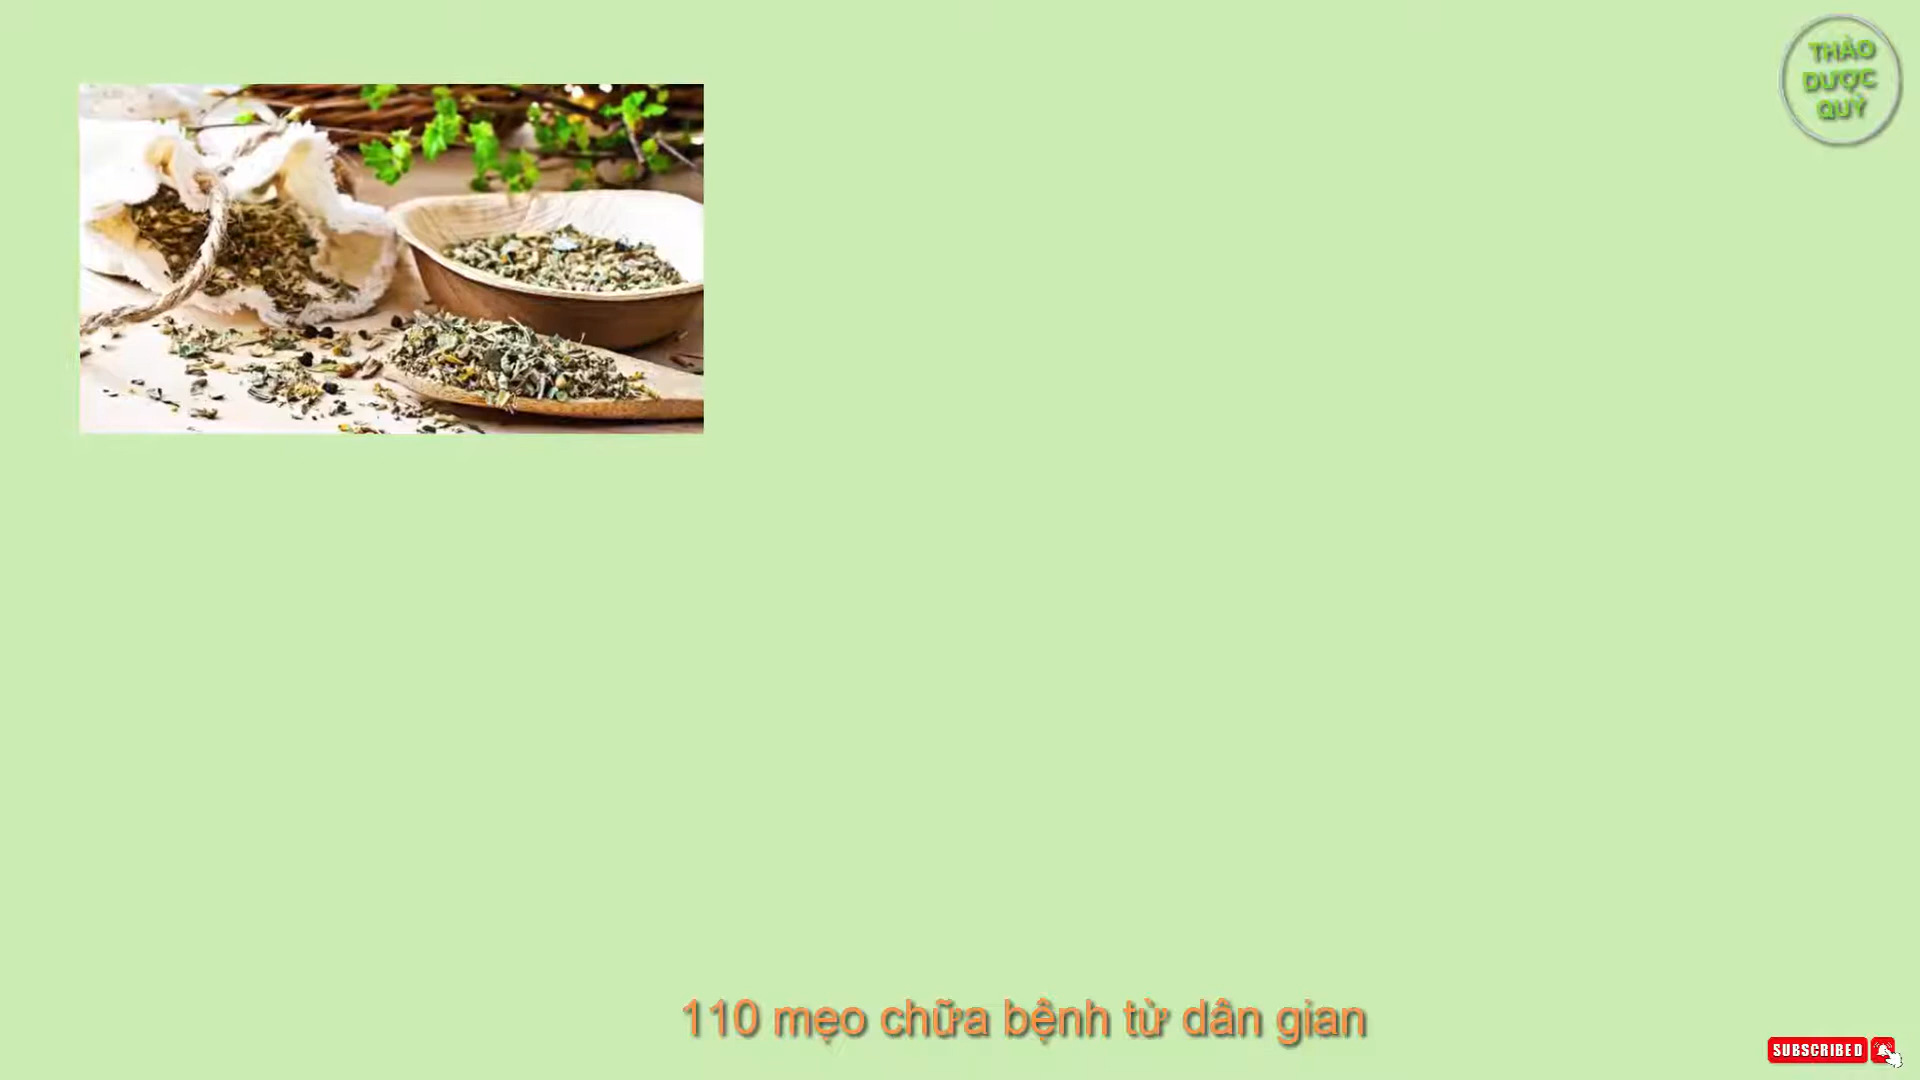 THẢO
DƯỢC
QUÝ
110 mẹo chữa bệnh từ dân gian
SUBSCRIBED